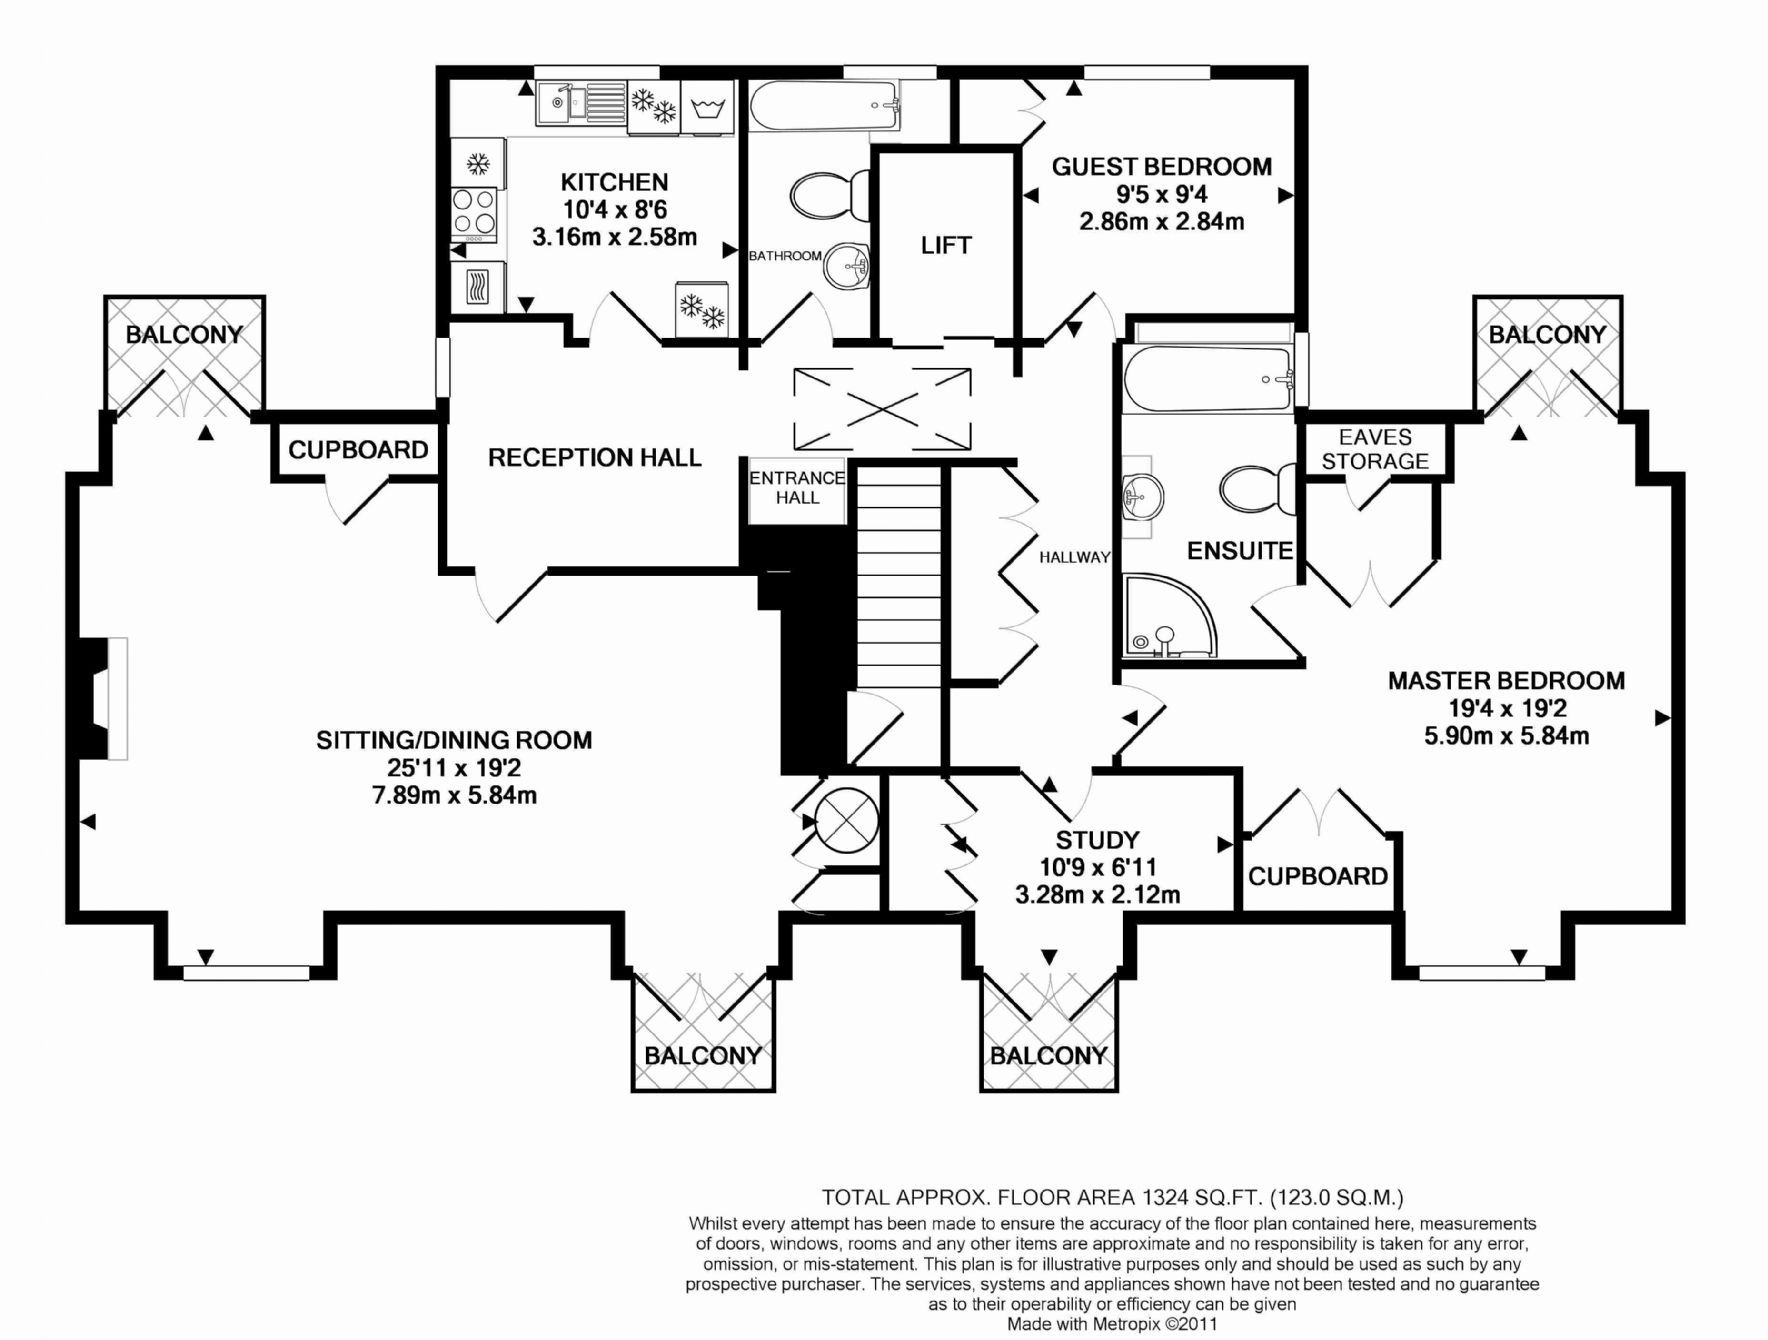 KITCHEN
10'4 x 8'6
3.16m x 2.58m
BATHROOM
LIFT
GUEST BEDROOM
9'5 x 9'4
2.86m x 2.84m
BALCONY
BALCONY
CUPBOARD
RECEPTION HALL
ENTRANCE
HALL
EAVES
STORAGE
HALLWAY
ENSUITE
SITTING/DINING ROOM
25'11 x 19'2
7.89m x 5.84m
MASTER BEDROOM
19'4 x 19'2
5.90m x 5.84m
STUDY
10'9 x 6'11
3.28m x 2.12m
CUPBOARD
BALCONY
BALCONY
TOTAL APPROX. FLOOR AREA 1324 SQ.FT. (123.0 SQ.M.)
Whilst every attempt has been made to ensure the accuracy of the floor plan contained here, measurements
of doors, windows, rooms and any other items are approximate and no responsibility is taken for any error,
omission, or mis-statement. This plan is for illustrative purposes only and should be used as such by any
prospective purchaser. The services, systems and appliances shown have not been tested and no guarantee
as to their operability or efficiency can be given
Made with Metropix ©2011